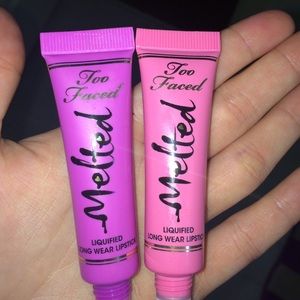 Too
Faced
Melted
LIQUIFIED
LONG WEAR LIPSTICK
Too
Faced
Melted
LIQUIFIED
LONG WEAR LIPSTICK